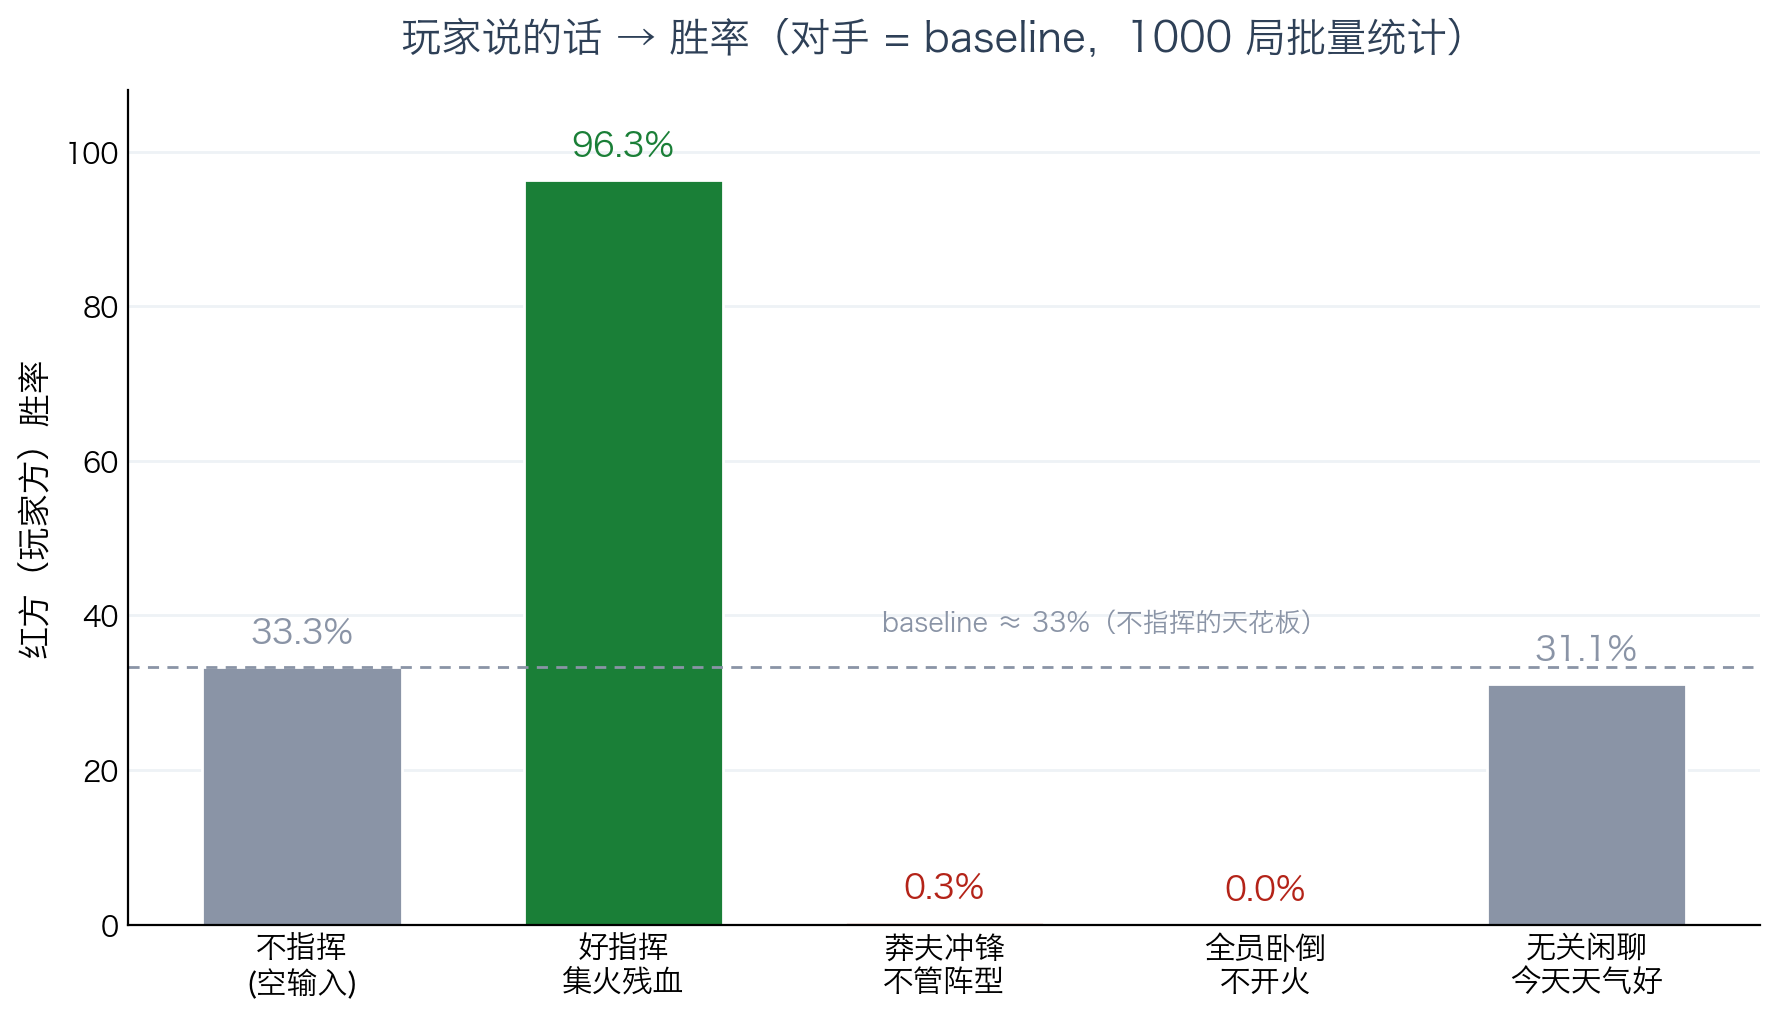 玩家说的话 → 胜率（对手 = baseline，1000 局批量统计）
红方（玩家方）胜率
100
80
60
40
20
0
33.3%
96.3%
0.3%
0.0%
31.1%
baseline ≈ 33%（不指挥的天花板）
不指挥
(空输入)
好指挥
集火残血
莽夫冲锋
不管阵型
全员卧倒
不开火
无关闲聊
今天天气好